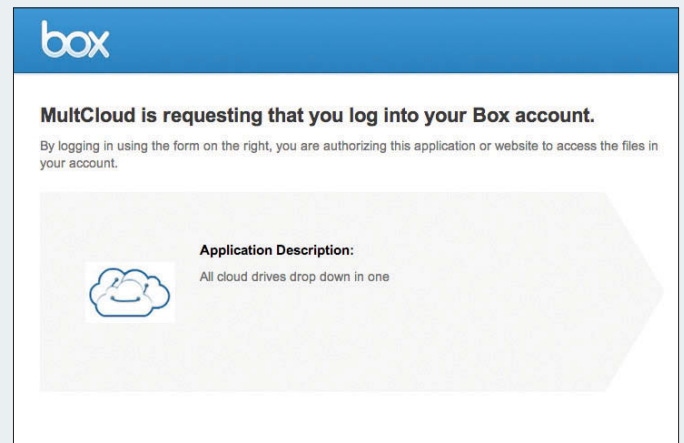 box
MultCloud is requesting that you log into your Box account.
By logging in using the form on the right, you are authorizing this application or website to access the files in
your account.
Application Description:
All cloud drives drop down in one